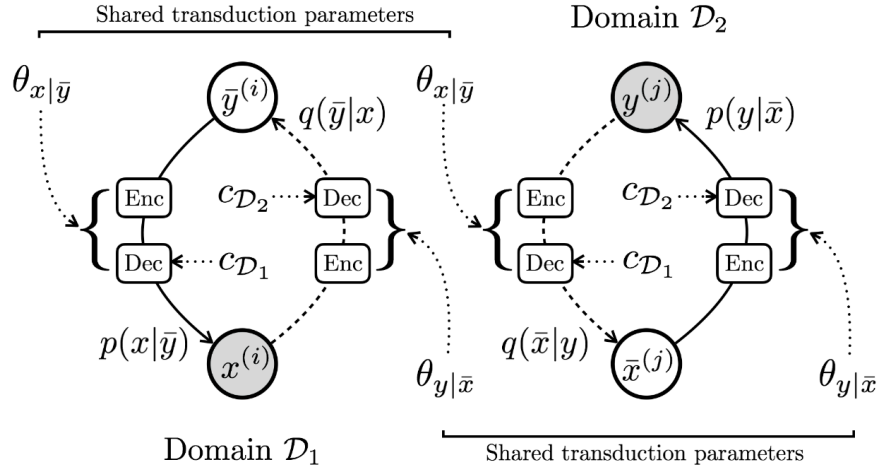 Shared transduction parameters
Domain 𝒟₂
θ_{x|ȳ}
ȳ⁽ⁱ⁾
q(ȳ|x)
θ_{x|ȳ}
y⁽ʲ⁾
p(y|x̄)
Enc
c_{𝒟₂}
Dec
Enc
c_{𝒟₂}
Dec
Dec
c_{𝒟₁}
Enc
Dec
c_{𝒟₁}
Enc
p(x|ȳ)
x⁽ⁱ⁾
θ_{y|x̄}
q(x̄|y)
x̄⁽ʲ⁾
θ_{y|x̄}
Domain 𝒟₁
Shared transduction parameters